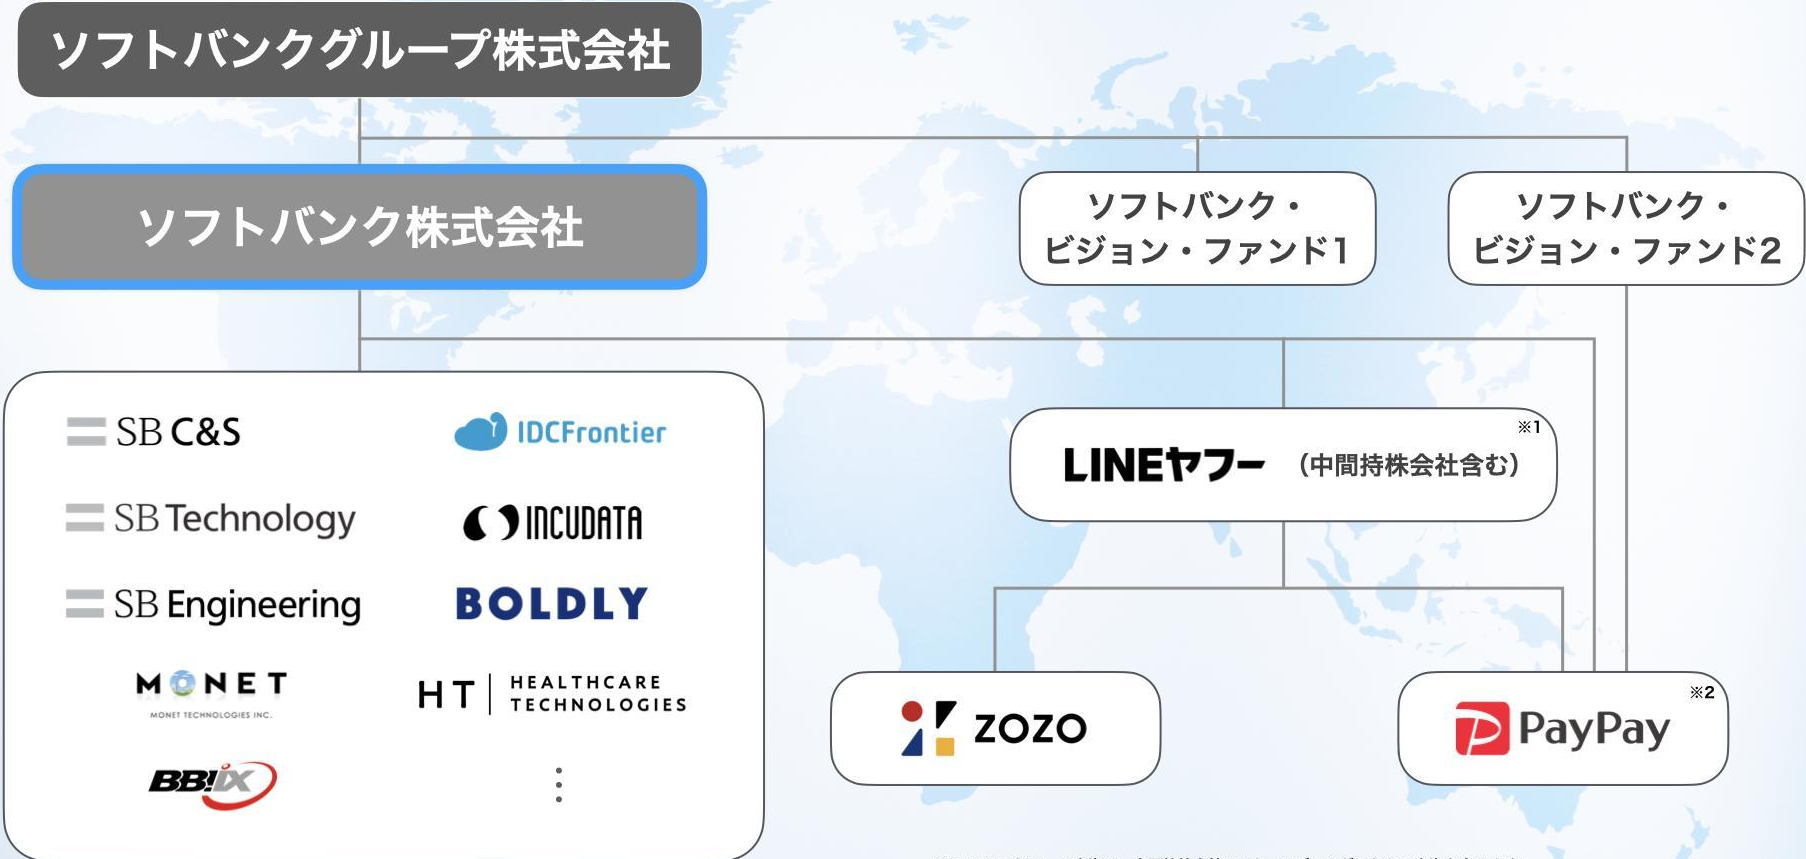 ソフトバンクグループ株式会社
ソフトバンク株式会社
ソフトバンク・
ビジョン・ファンド1
ソフトバンク・
ビジョン・ファンド2
SB C&S
IDCFrontier
SB Technology
INCUDATA
SB Engineering
BOLDLY
MONET
MONET TECHNOLOGIES INC.
HT
HEALTHCARE
TECHNOLOGIES
BB!X
※1
LINEヤフー （中間持株会社含む）
ZOZO
※2
PayPay